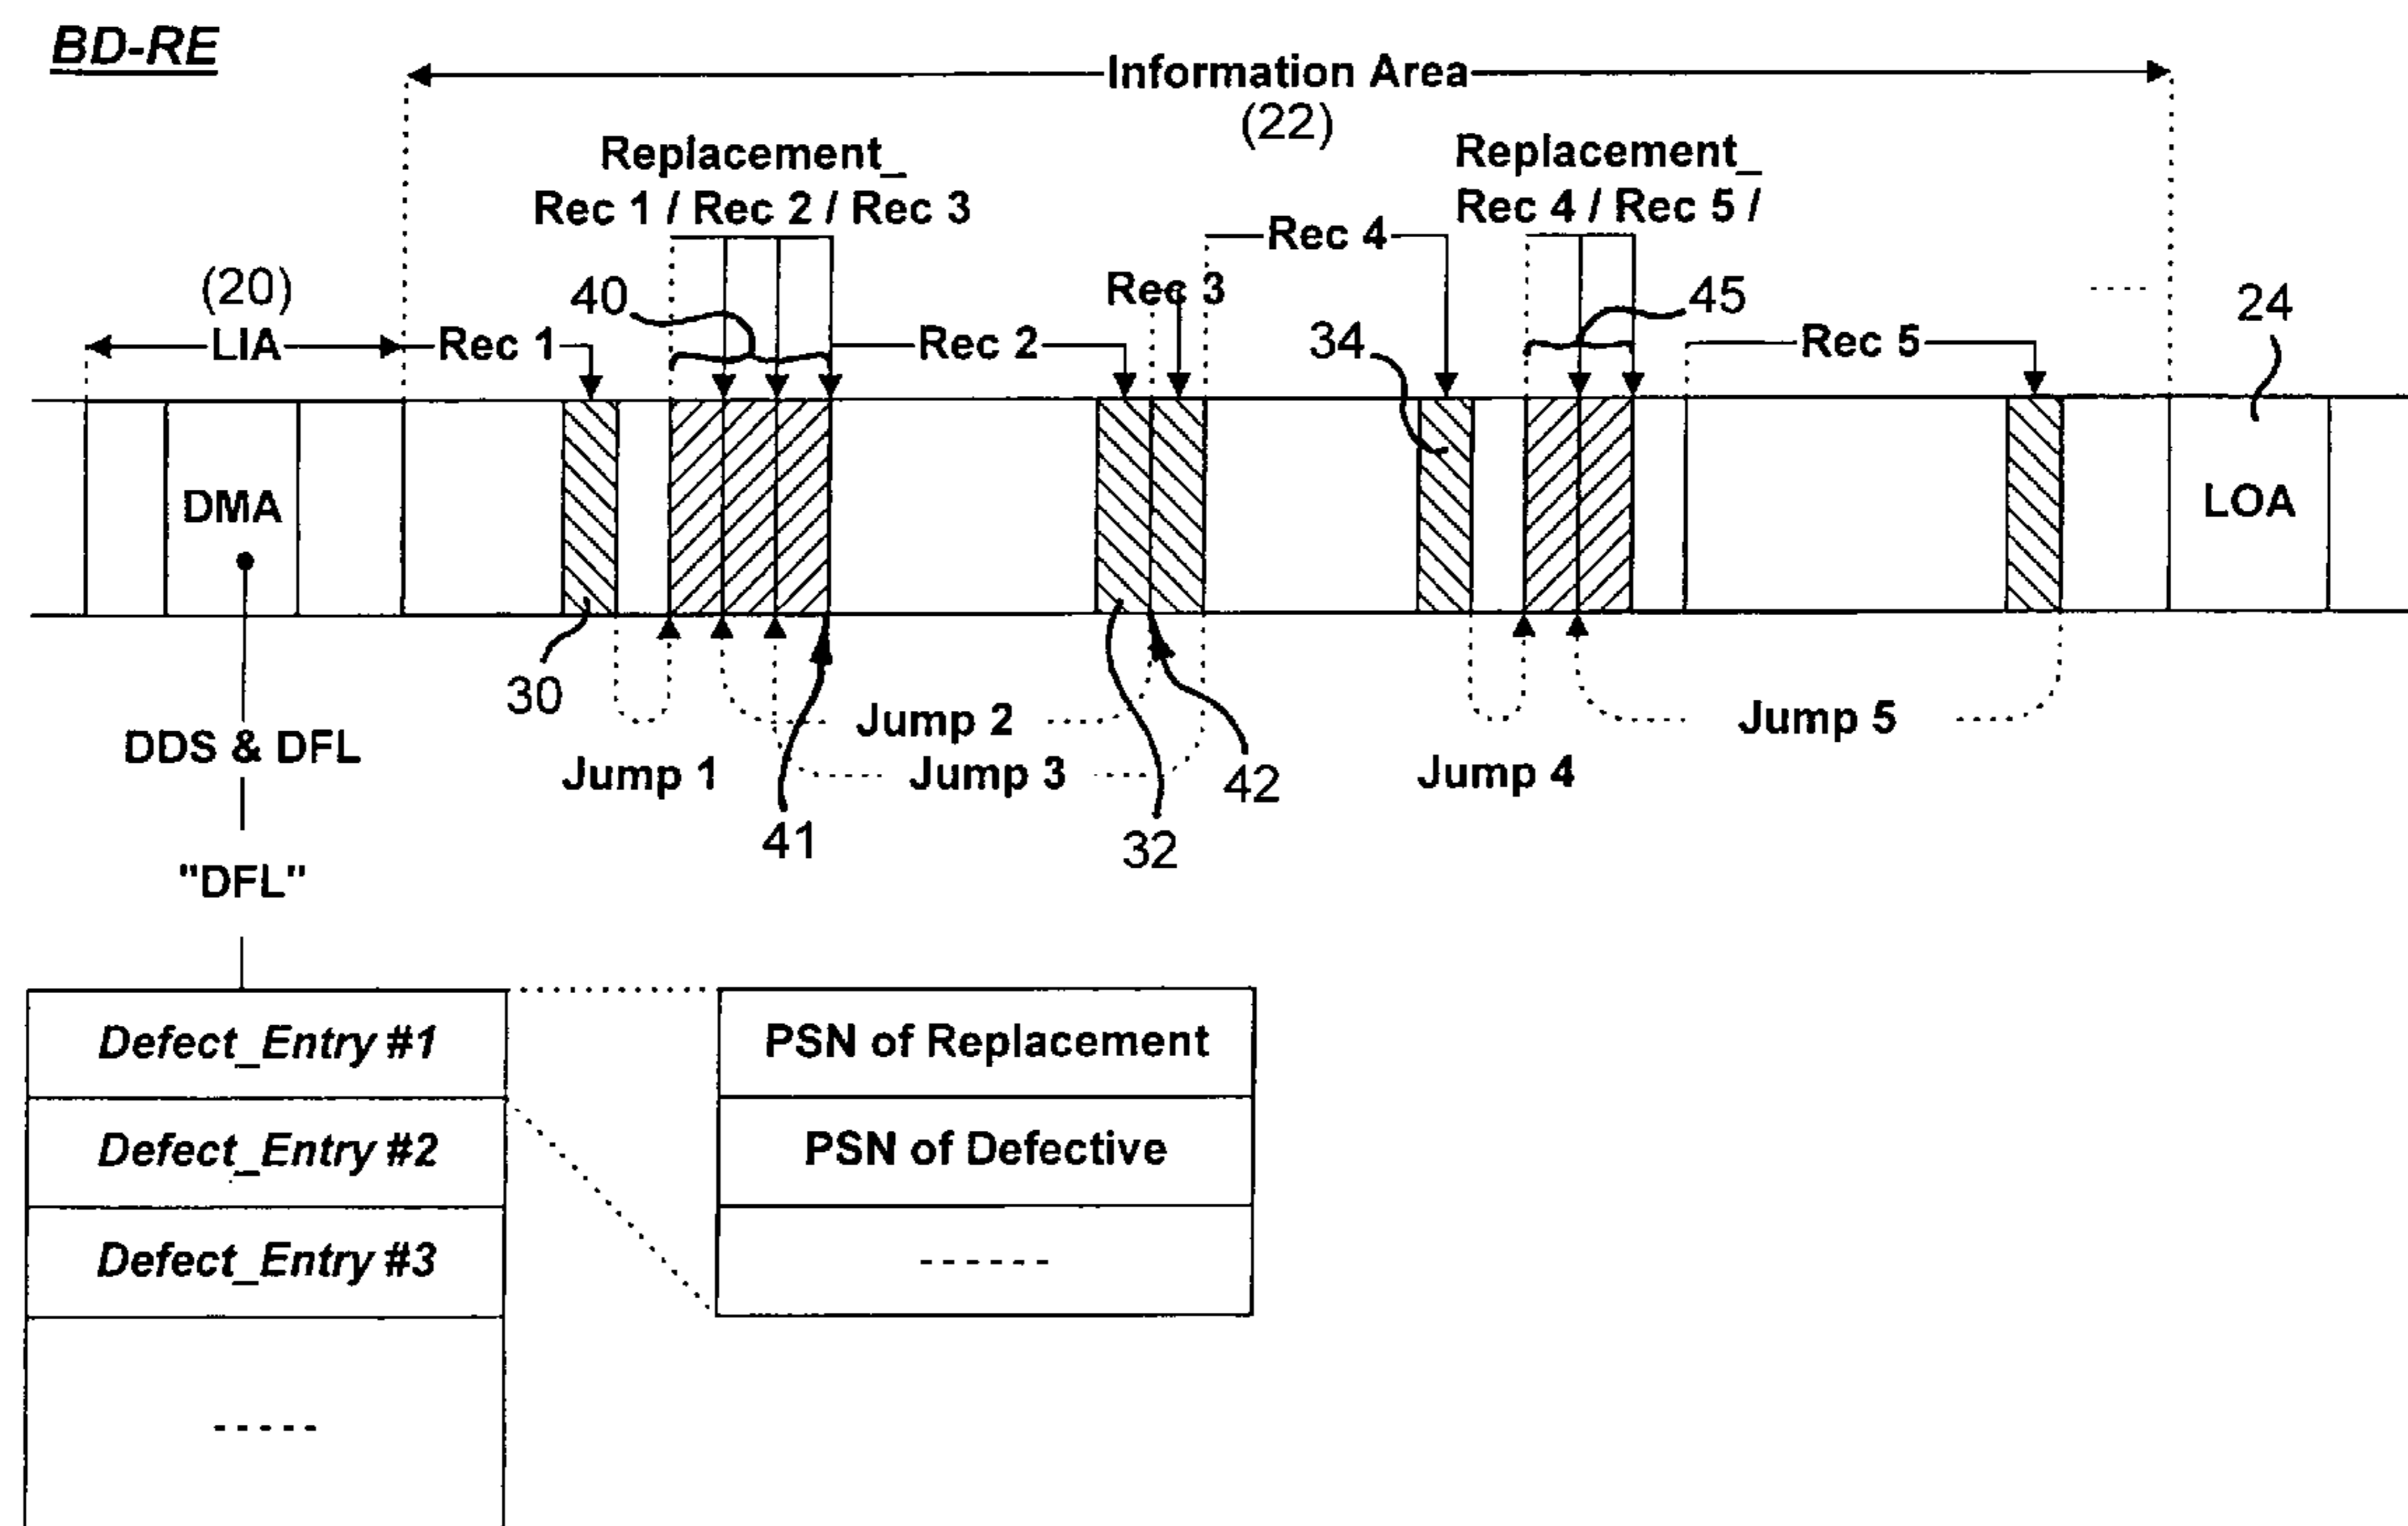 BD-RE
Information Area
(22)
Replacement_
Rec 1 / Rec 2 / Rec 3
Replacement_
Rec 4 / Rec 5 /
Rec 4
(20)
40
Rec 3
45
24
LIA
Rec 1
Rec 2
34
Rec 5
DMA
LOA
30
Jump 2
Jump 5
DDS & DFL
Jump 1
Jump 3
42
Jump 4
41
32
"DFL"
Defect_Entry #1
PSN of Replacement
Defect_Entry #2
PSN of Defective
Defect_Entry #3
------
-----